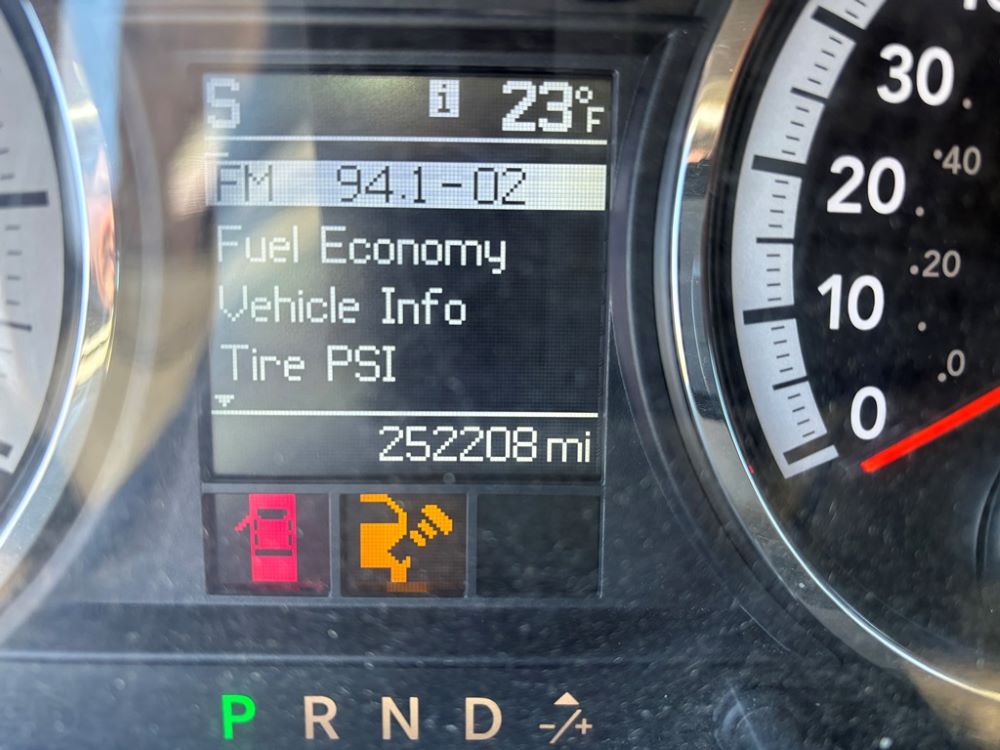 S i 23°F
FM 94.1-02
Fuel Economy
Vehicle Info
Tire PSI
252208 mi
P R N D -/+
30
20
10
0
40
20
0